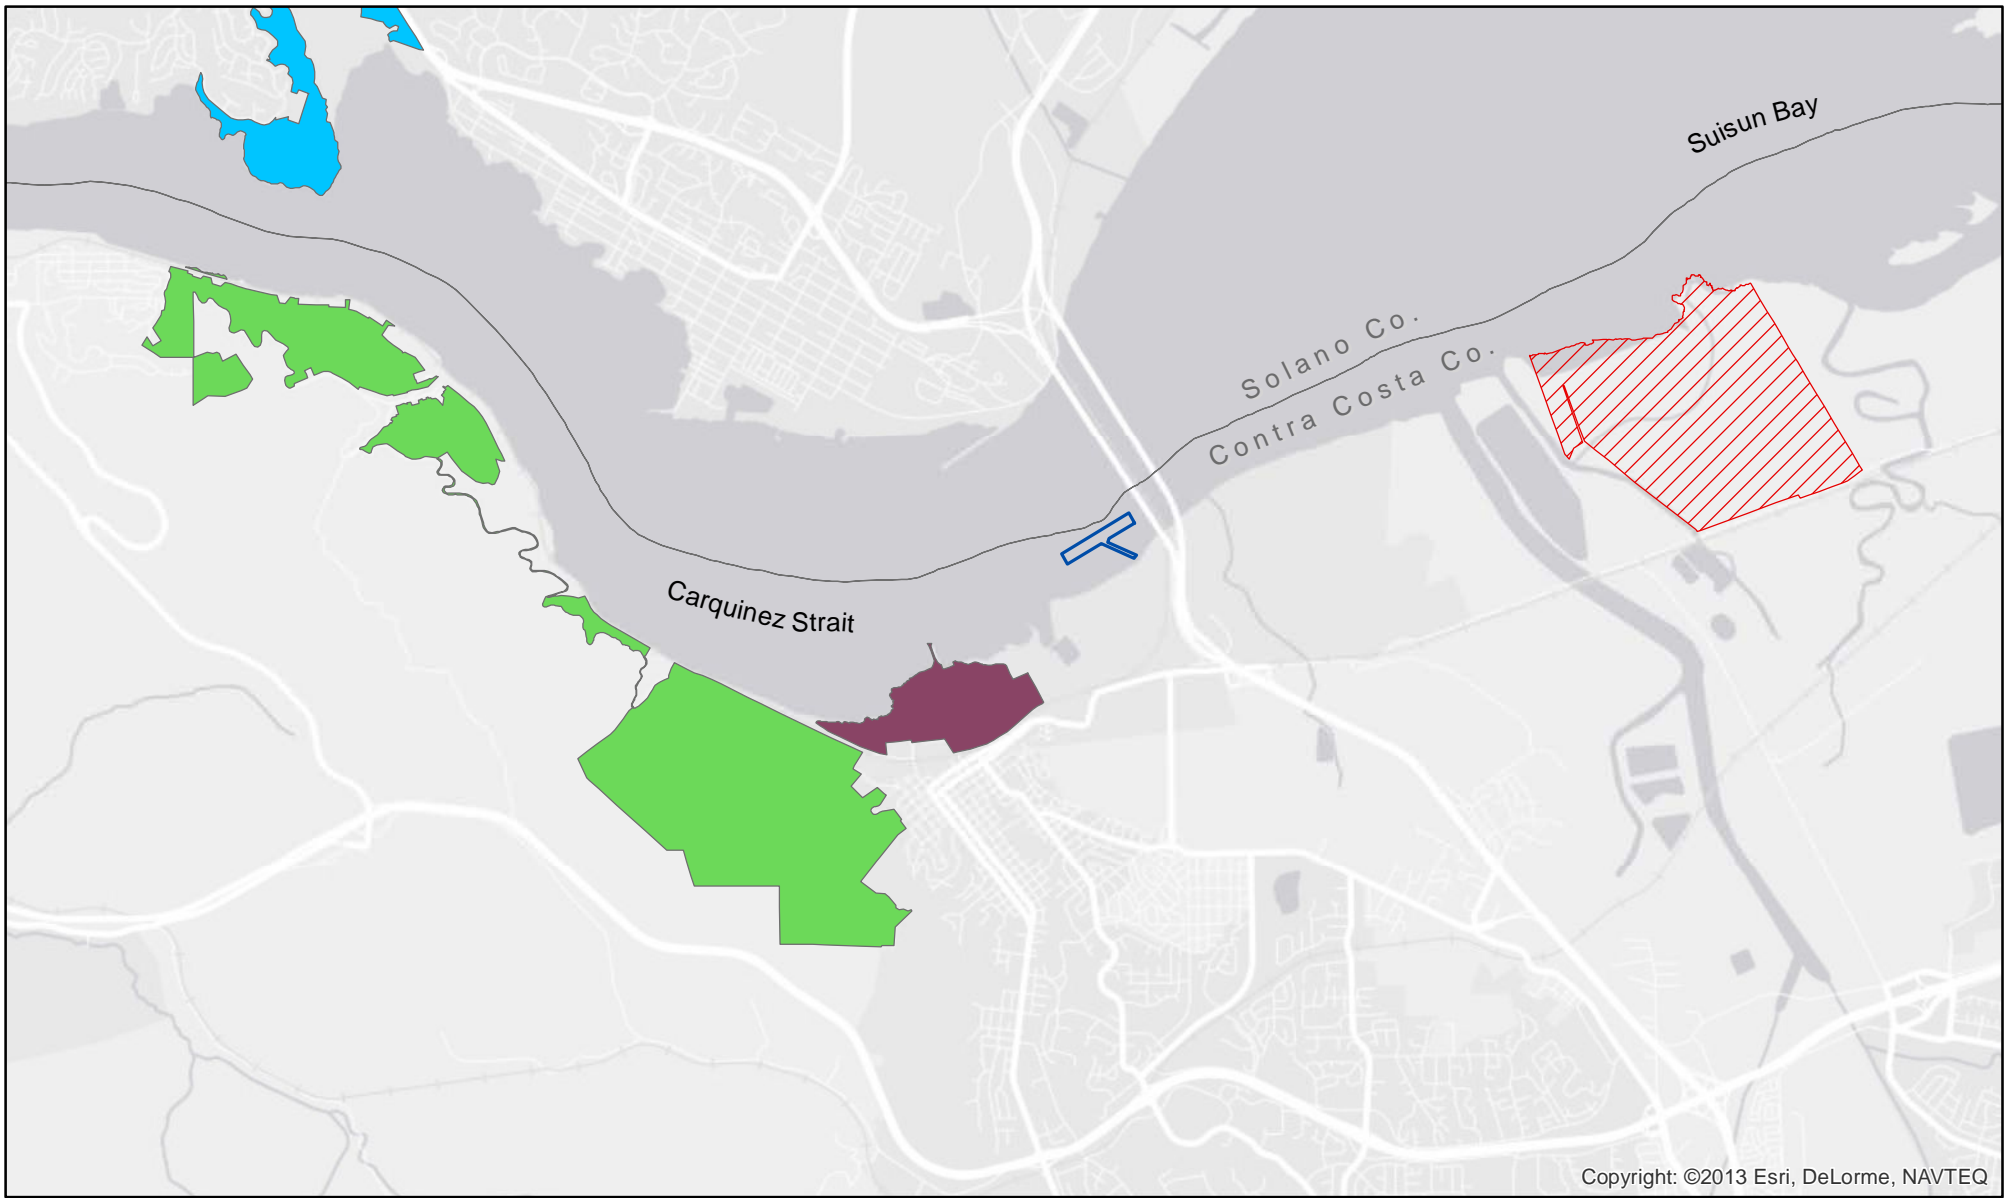 Suisun Bay
Solano Co.
Contra Costa Co.
Carquinez Strait
Copyright: ©2013 Esri, DeLorme, NAVTEQ